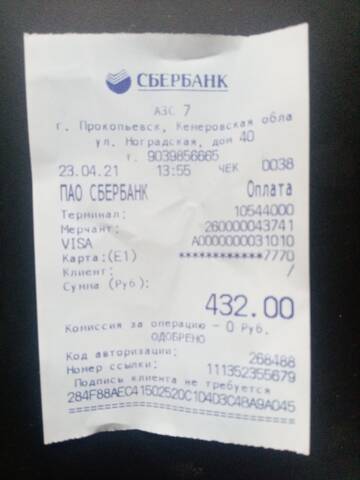 СБЕРБАНК
АЗС 7
г. Прокопьевск, Кемеровская обла
ул. Ноградская, дом 40
т. 9039856665
23.04.21 13:55 ЧЕК 0038
ПАО СБЕРБАНК Оплата
Терминал: 10544000
Мерчант: 260000043741
VISA A0000000031010
Карта:(E1) ************7770
Клиент: /
Сумма (Руб):
432.00
Комиссия за операцию - 0 Руб.
ОДОБРЕНО
Код авторизации: 268488
Номер ссылки: 111352355679
Подпись клиента не требуется
284F88AEC41502520C104D3C48A9A045
================================